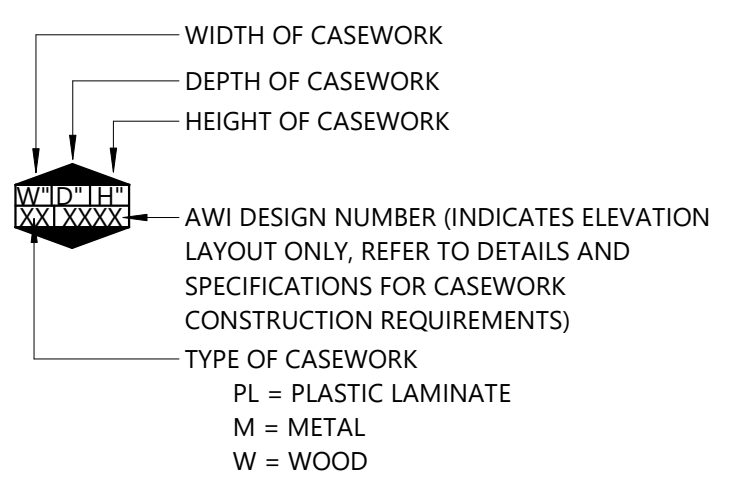 WIDTH OF CASEWORK
DEPTH OF CASEWORK
HEIGHT OF CASEWORK
W" D" H"
XX XXXX
AWI DESIGN NUMBER (INDICATES ELEVATION
LAYOUT ONLY, REFER TO DETAILS AND
SPECIFICATIONS FOR CASEWORK
CONSTRUCTION REQUIREMENTS)
TYPE OF CASEWORK
PL = PLASTIC LAMINATE
M = METAL
W = WOOD